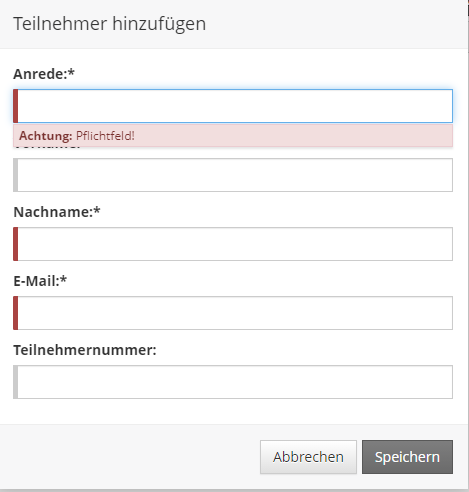 Teilnehmer hinzufügen
Anrede:*
Achtung: Pflichtfeld!
Nachname:*
E-Mail:*
Teilnehmernummer:
Abbrechen
Speichern